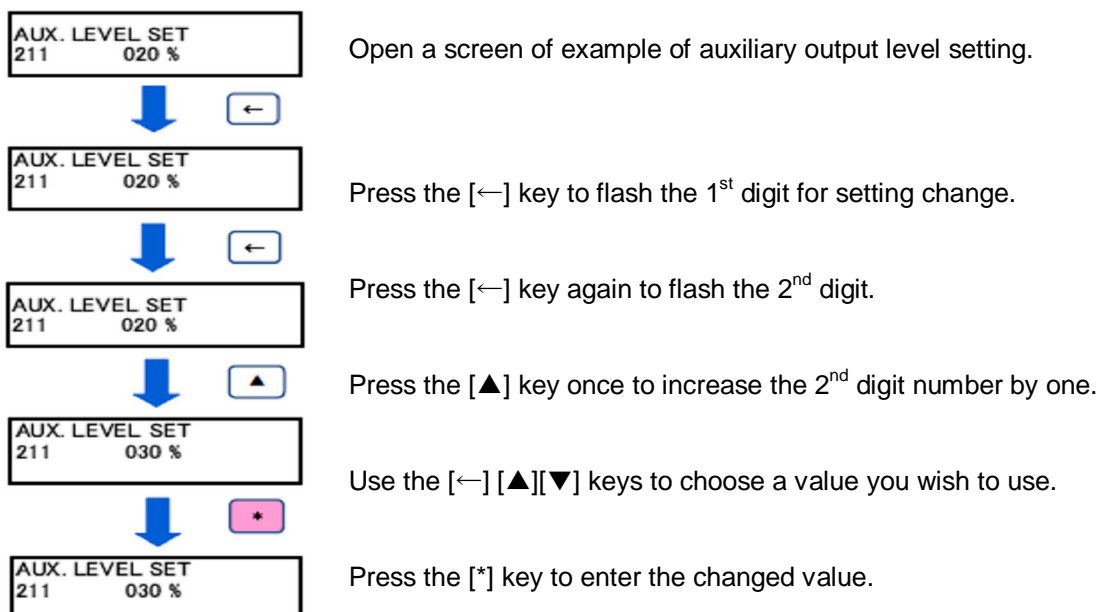 AUX. LEVEL SET
211 020 %
Open a screen of example of auxiliary output level setting.
←
AUX. LEVEL SET
211 020 %
Press the [←] key to flash the 1st digit for setting change.
←
Press the [←] key again to flash the 2nd digit.
AUX. LEVEL SET
211 020 %
▲
Press the [▲] key once to increase the 2nd digit number by one.
AUX. LEVEL SET
211 030 %
Use the [←] [▲][▼] keys to choose a value you wish to use.
*
AUX. LEVEL SET
211 030 %
Press the [*] key to enter the changed value.